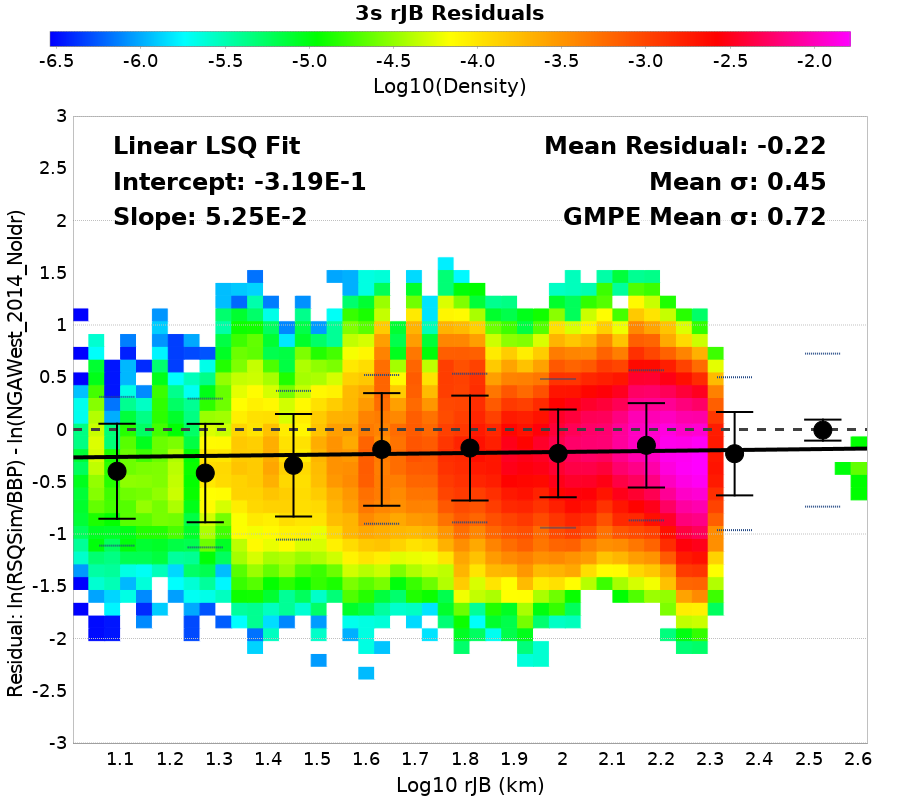 3s rJB Residuals
-6.5 -6.0 -5.5 -5.0 -4.5 -4.0 -3.5 -3.0 -2.5 -2.0
Log10(Density)
Linear LSQ Fit
Intercept: -3.19E-1
Slope: 5.25E-2
Mean Residual: -0.22
Mean σ: 0.45
GMPE Mean σ: 0.72
Residual: ln(RSQSim/BBP) - ln(NGAWest_2014_NoIdr)
3
2.5
2
1.5
1
0.5
0
-0.5
-1
-1.5
-2
-2.5
-3
1.1 1.2 1.3 1.4 1.5 1.6 1.7 1.8 1.9 2 2.1 2.2 2.3 2.4 2.5 2.6
Log10 rJB (km)